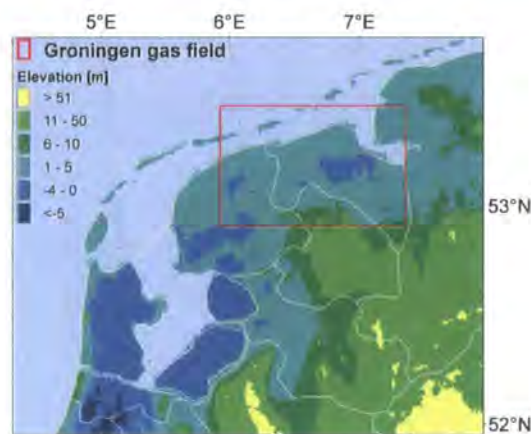 5°E 6°E 7°E
Groningen gas field
Elevation [m]
> 51
11 - 50
6 - 10
1 - 5
-4 - 0
<-5
53°N
52°N